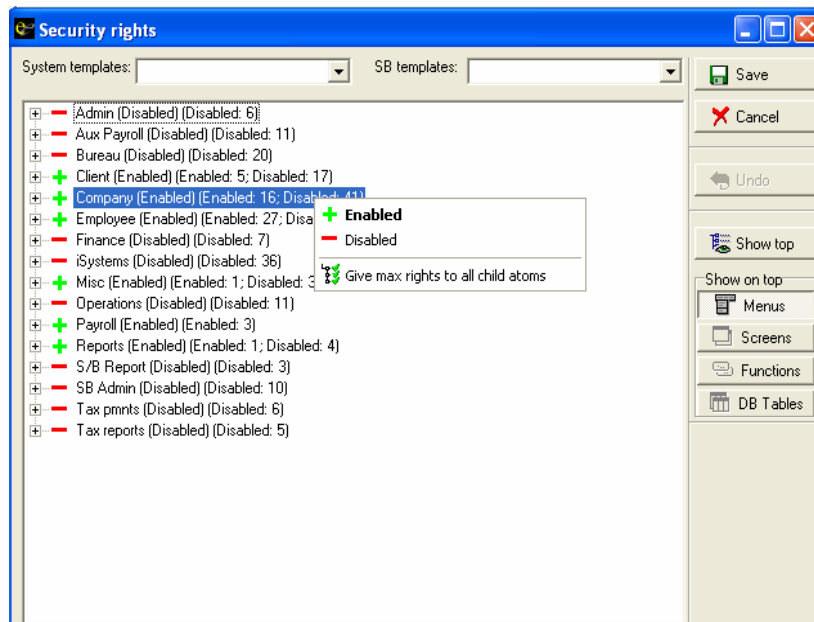 Security rights
System templates: SB templates:
Save
Admin (Disabled) (Disabled: 6)
Aux Payroll (Disabled) (Disabled: 11)
Cancel
Bureau (Disabled) (Disabled: 20)
Client (Enabled) (Enabled: 5; Disabled: 17)
Undo
Company (Enabled) (Enabled: 16; Disabled: 41)
Employee (Enabled) (Enabled: 27; Disa
Enabled
Finance (Disabled) (Disabled: 7)
Disabled
Show top
iSystems (Disabled) (Disabled: 36)
Misc (Enabled) (Enabled: 1; Disabled: 3
Give max rights to all child atoms
Show on top
Operations (Disabled) (Disabled: 11)
Menus
Payroll (Enabled) (Enabled: 3)
Reports (Enabled) (Enabled: 1; Disabled: 4)
Screens
S/B Report (Disabled) (Disabled: 3)
Functions
SB Admin (Disabled) (Disabled: 10)
Tax pmnts (Disabled) (Disabled: 6)
DB Tables
Tax reports (Disabled) (Disabled: 5)